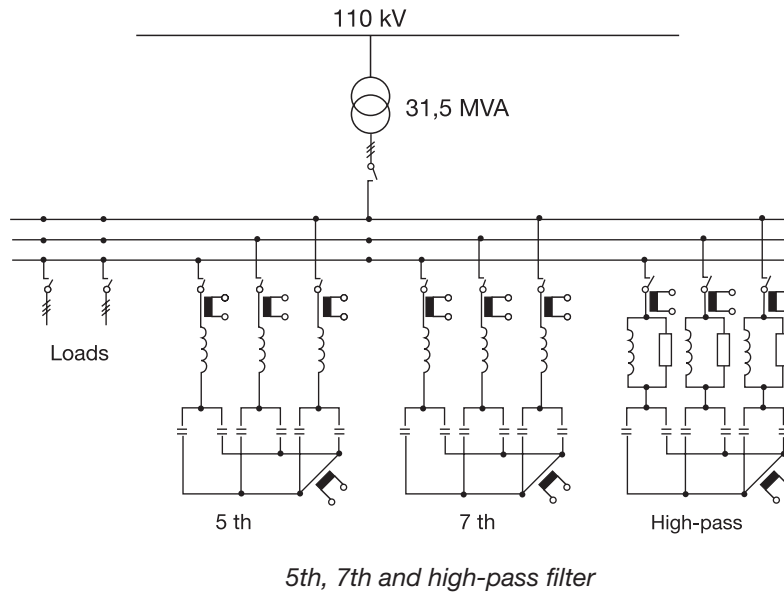 110 kV
31,5 MVA
Loads
5 th
7 th
High-pass
5th, 7th and high-pass filter